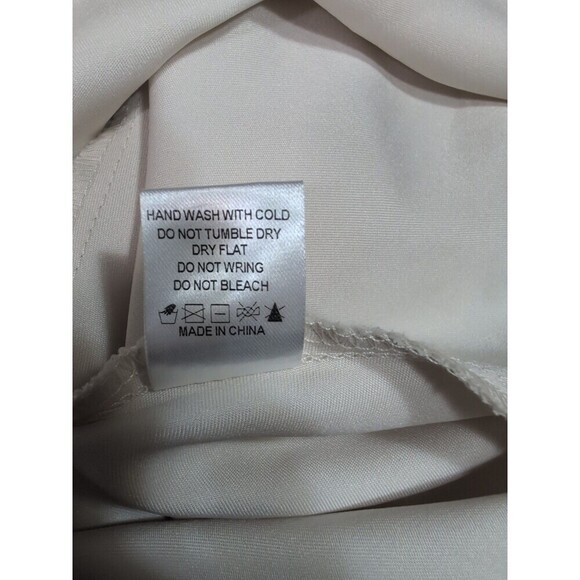 HAND WASH WITH COLD
DO NOT TUMBLE DRY
DRY FLAT
DO NOT WRING
DO NOT BLEACH
MADE IN CHINA